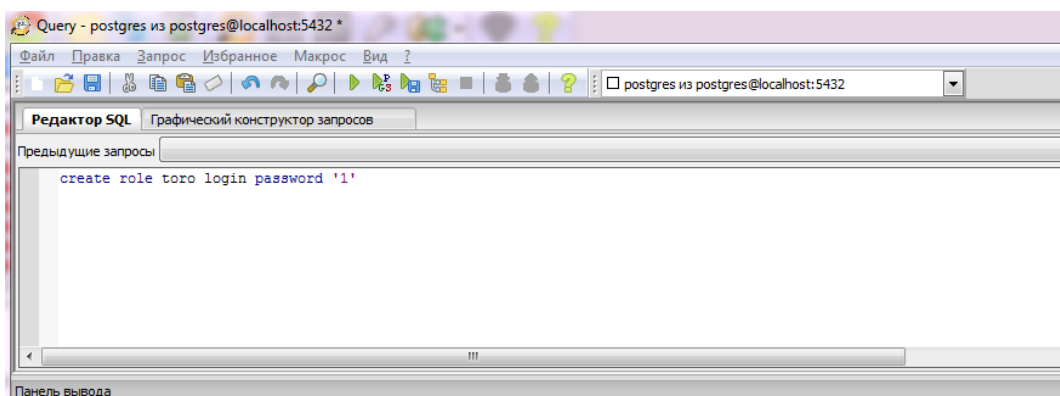 Query - postgres из postgres@localhost:5432 *
Файл Правка Запрос Избранное Макрос Вид ?
postgres из postgres@localhost:5432
Редактор SQL Графический конструктор запросов
Предыдущие запросы
create role toro login password '1'
Панель вывода